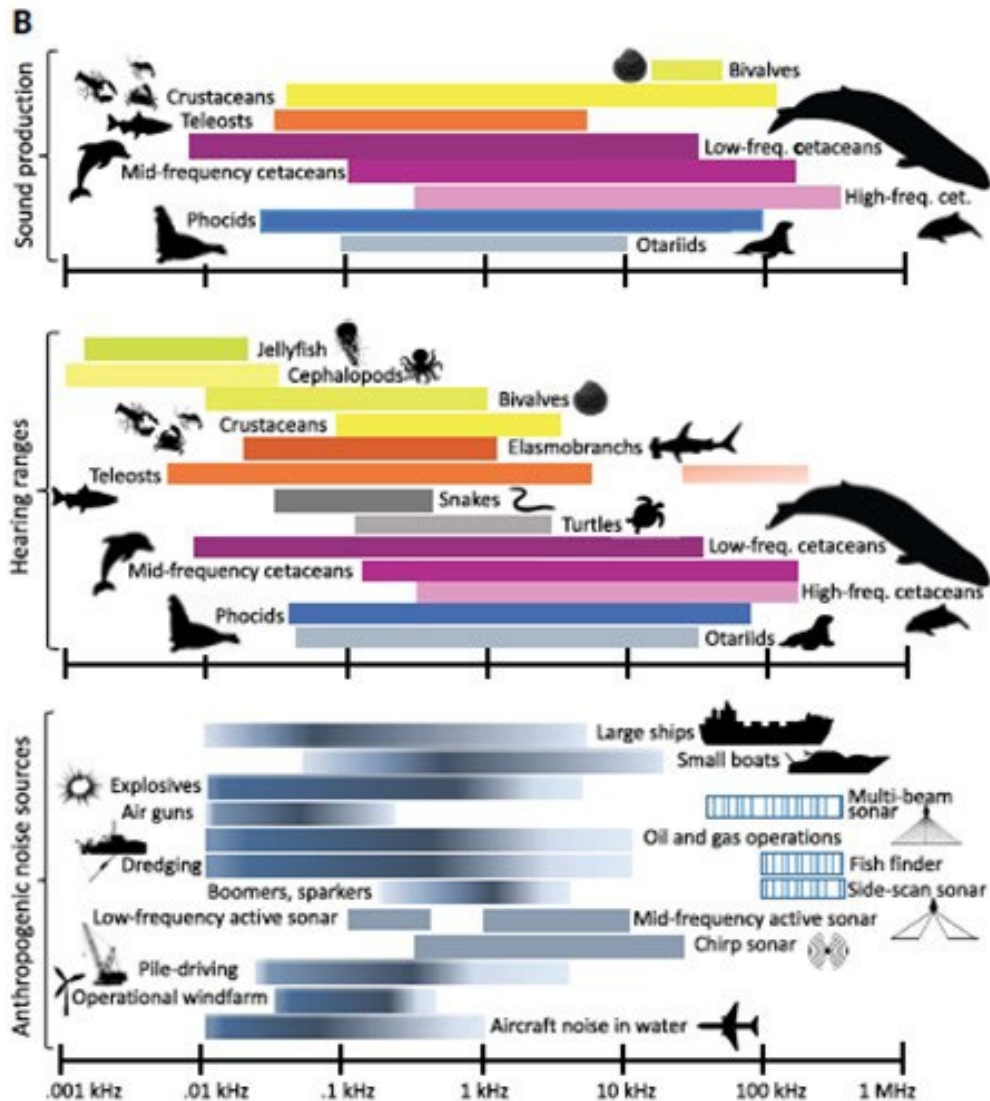 B
Sound production
Bivalves
Crustaceans
Teleosts
Low-freq. cetaceans
Mid-frequency cetaceans
High-freq. cet.
Phocids
Otariids
Hearing ranges
Jellyfish
Cephalopods
Bivalves
Crustaceans
Elasmobranchs
Teleosts
Snakes
Turtles
Low-freq. cetaceans
Mid-frequency cetaceans
High-freq. cetaceans
Phocids
Otariids
Anthropogenic noise sources
Large ships
Small boats
Explosives
Multi-beam
sonar
Air guns
Oil and gas operations
Dredging
Fish finder
Boomers, sparkers
Side-scan sonar
Low-frequency active sonar
Mid-frequency active sonar
Chirp sonar
Pile-driving
Operational windfarm
Aircraft noise in water
.001 kHz .01 kHz .1 kHz 1 kHz 10 kHz 100 kHz 1 MHz